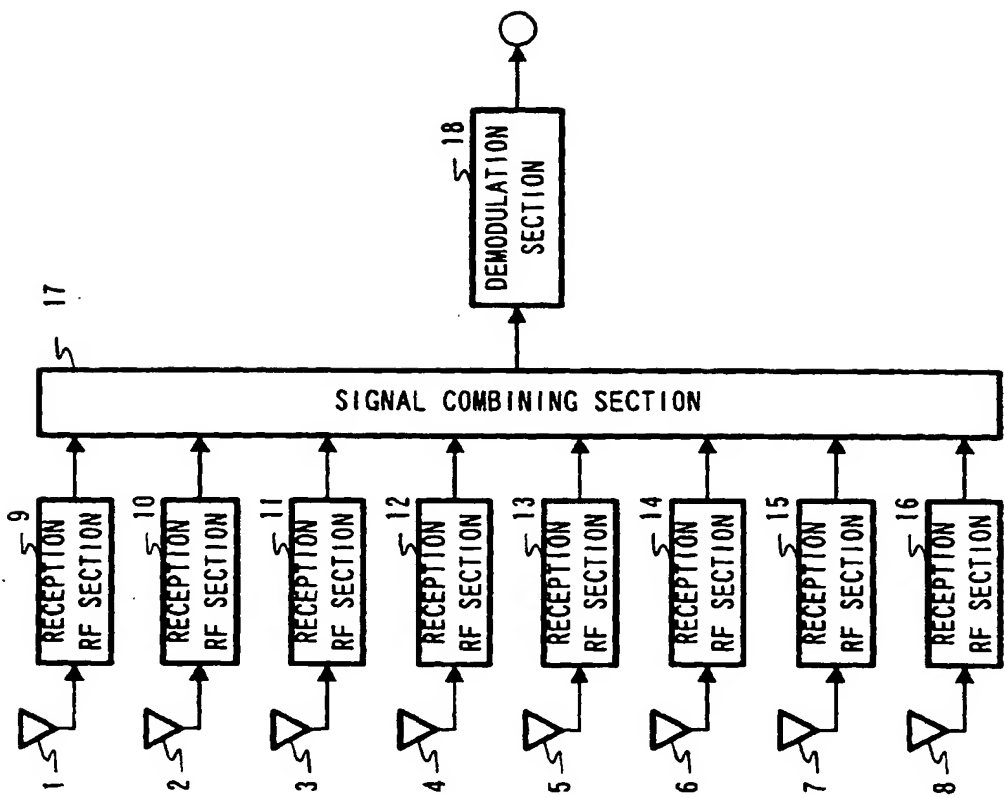 1
2
3
4
5
6
7
8
9
RECEPTION
RF SECTION
10
RECEPTION
RF SECTION
11
RECEPTION
RF SECTION
12
RECEPTION
RF SECTION
13
RECEPTION
RF SECTION
14
RECEPTION
RF SECTION
15
RECEPTION
RF SECTION
16
RECEPTION
RF SECTION
17
SIGNAL COMBINING SECTION
18
DEMODULATION
SECTION